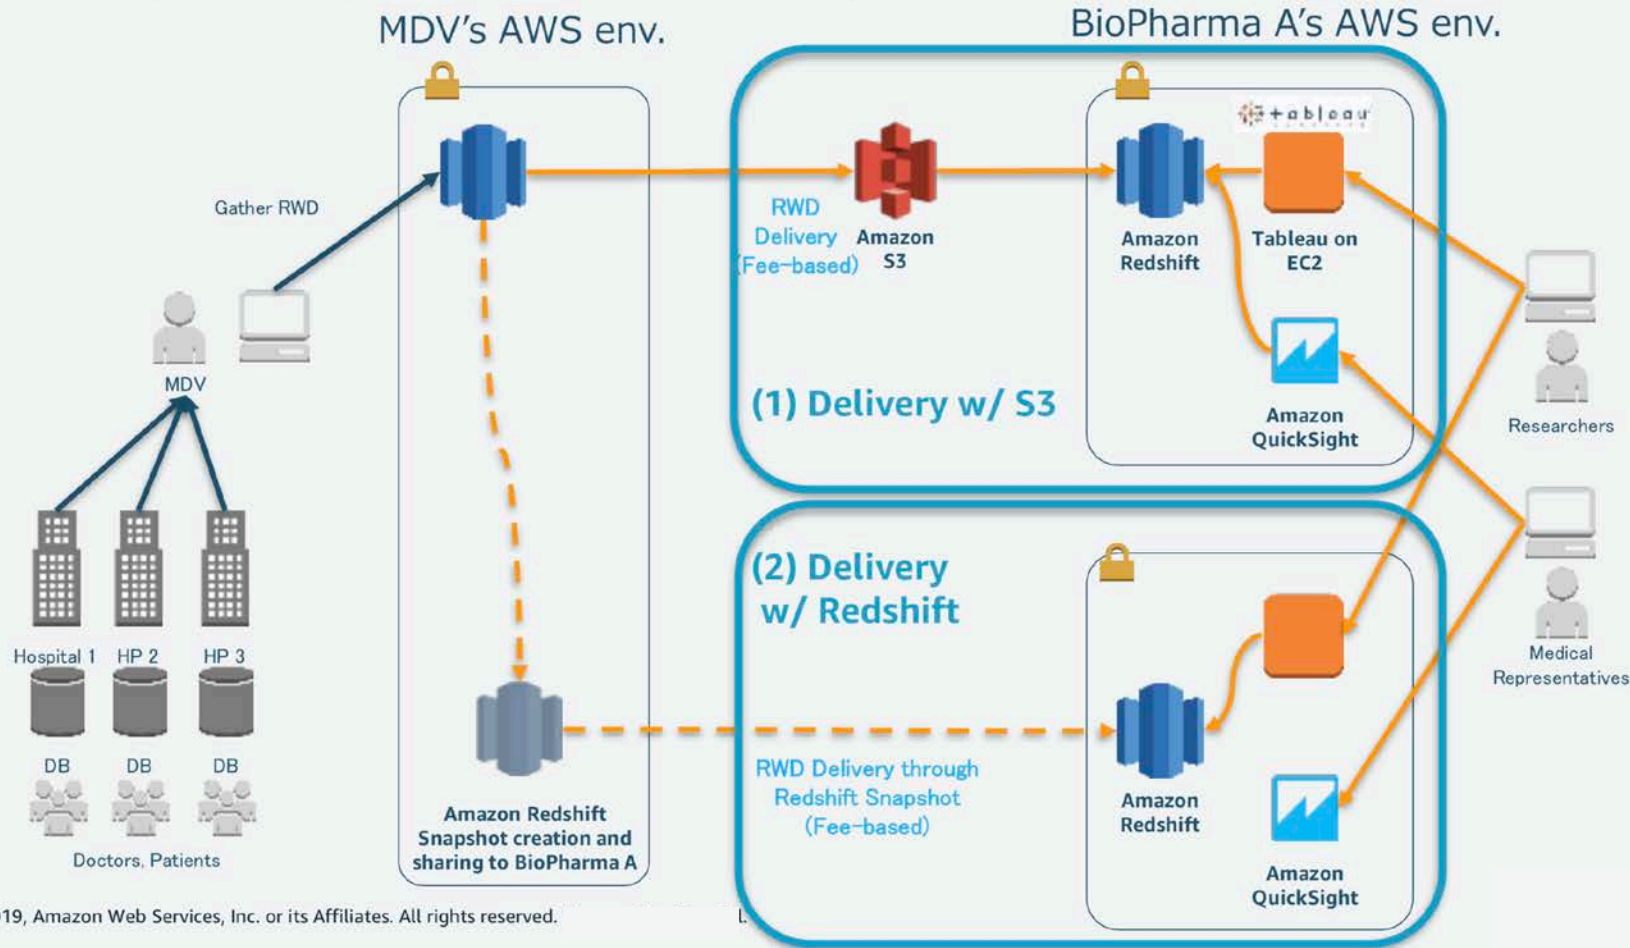 MDV's AWS env.
BioPharma A's AWS env.
tableau
Gather RWD
RWD
Delivery
(Fee-based)
Amazon
S3
Amazon
Redshift
Tableau on
EC2
MDV
(1) Delivery w/ S3
Amazon
QuickSight
Researchers
(2) Delivery
w/ Redshift
Hospital 1
HP 2
HP 3
Medical
Representatives
DB
DB
DB
RWD Delivery through
Redshift Snapshot
(Fee-based)
Amazon
Redshift
Amazon Redshift
Snapshot creation and
sharing to BioPharma A
Doctors, Patients
Amazon
QuickSight
19, Amazon Web Services, Inc. or its Affiliates. All rights reserved.